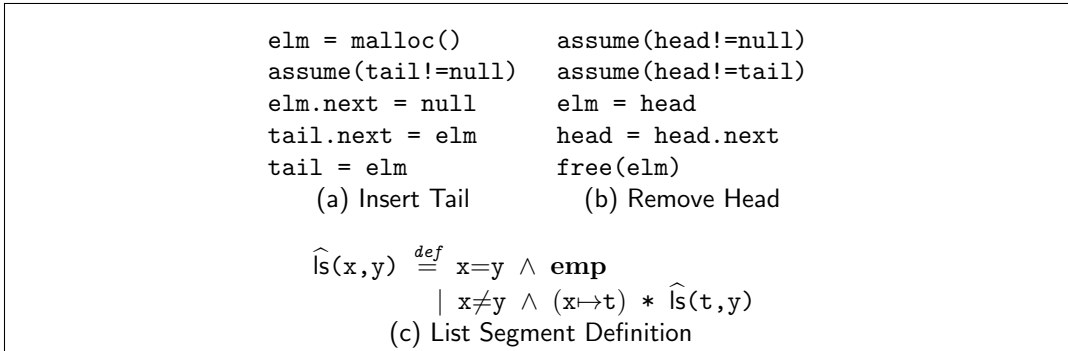 elm = malloc() assume(head!=null)
assume(tail!=null) assume(head!=tail)
elm.next = null elm = head
tail.next = elm head = head.next
tail = elm free(elm)
(a) Insert Tail (b) Remove Head
l̂s(x,y) def= x=y ∧ emp
| x≠y ∧ (x↦t) * l̂s(t,y)
(c) List Segment Definition